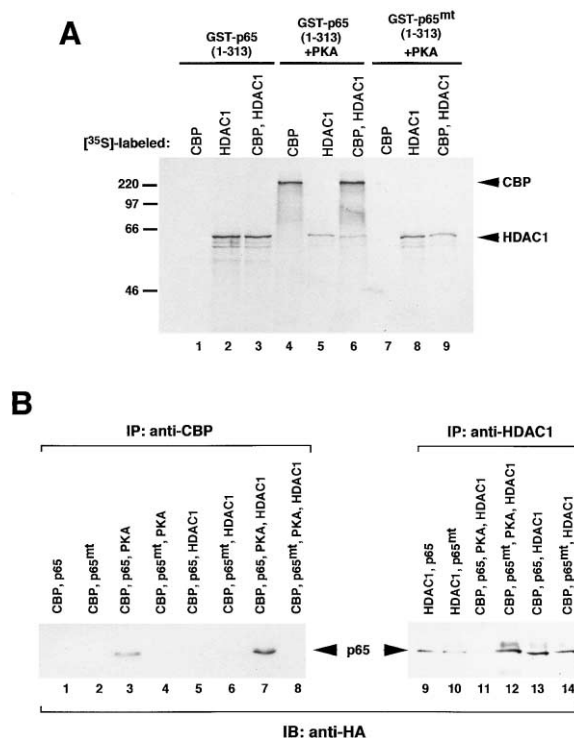 A
GST-p65
(1-313)
GST-p65
(1-313)
+PKA
GST-p65mt
(1-313)
+PKA
[35S]-labeled:
CBP
HDAC1
CBP, HDAC1
CBP
HDAC1
CBP, HDAC1
CBP
HDAC1
CBP, HDAC1
220
97
66
46
CBP
HDAC1
1 2 3 4 5 6 7 8 9
B
IP: anti-CBP
IP: anti-HDAC1
CBP, p65
CBP, p65mt
CBP, p65, PKA
CBP, p65mt, PKA
CBP, p65, HDAC1
CBP, p65mt, HDAC1
CBP, p65, PKA, HDAC1
CBP, p65mt, PKA, HDAC1
HDAC1, p65
HDAC1, p65mt
CBP, p65, PKA, HDAC1
CBP, p65mt, PKA, HDAC1
CBP, p65, HDAC1
CBP, p65mt, HDAC1
p65
1 2 3 4 5 6 7 8
9 10 11 12 13 14
IB: anti-HA